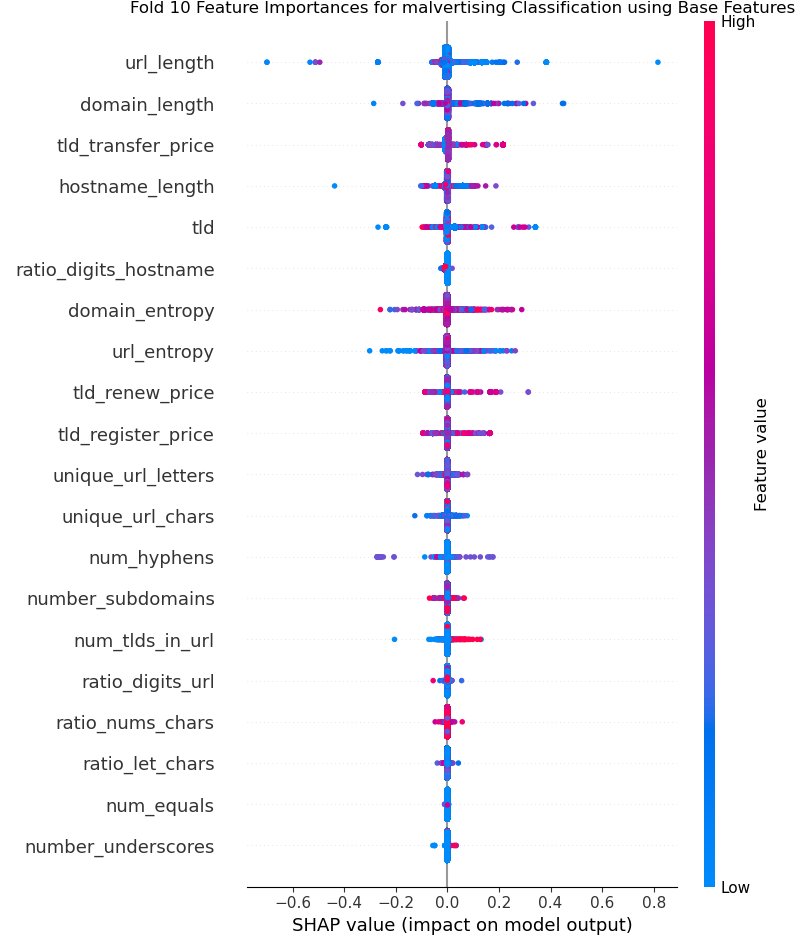 Fold 10 Feature Importances for malvertising Classification using Base Features
High
url_length
domain_length
tld_transfer_price
hostname_length
tld
ratio_digits_hostname
domain_entropy
url_entropy
tld_renew_price
tld_register_price
unique_url_letters
unique_url_chars
num_hyphens
number_subdomains
num_tlds_in_url
ratio_digits_url
ratio_nums_chars
ratio_let_chars
num_equals
number_underscores
Feature value
Low
−0.6 −0.4 −0.2 0.0 0.2 0.4 0.6 0.8
SHAP value (impact on model output)